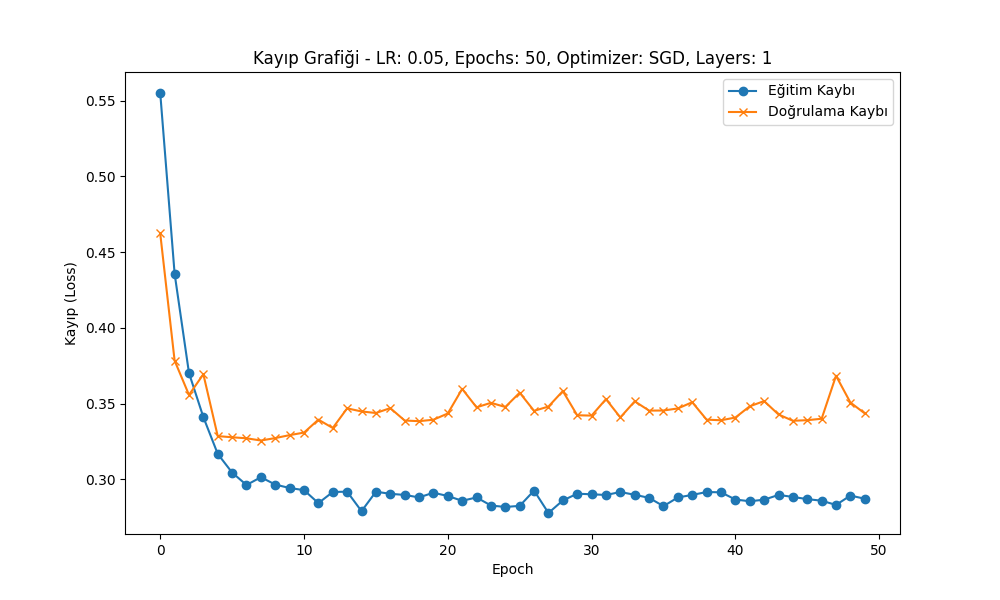 Kayıp Grafiği - LR: 0.05, Epochs: 50, Optimizer: SGD, Layers: 1
Eğitim Kaybı
Doğrulama Kaybı
Kayıp (Loss)
0.55
0.50
0.45
0.40
0.35
0.30
0 10 20 30 40 50
Epoch